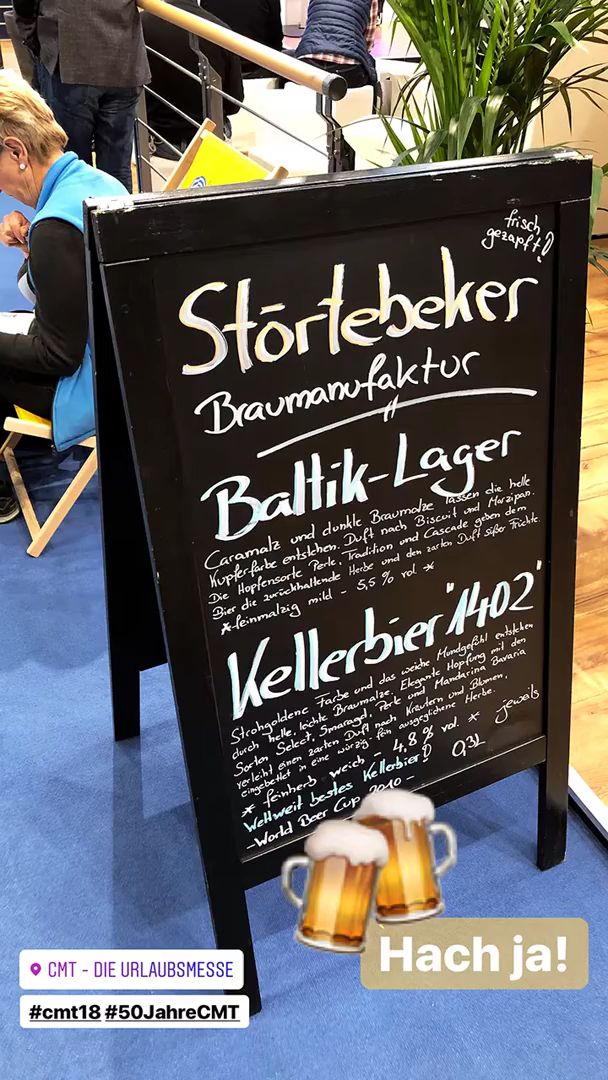 frisch
gezapft!
Störtebeker
Braumanufaktur
Baltik-Lager
Caramalz und dunkle Braumalze lassen die helle
Kupferfarbe entstehen. Duft nach Biscuit und Marzipan.
Die Hopfensorte Perle, Tradition und Cascade geben dem
Bier die zurückhaltende Herbe und den zarten Duft süßer Früchte.
*-feinmalzig mild - 5,5 % vol. *
Kellerbier "1402"
Strohgoldene Farbe und das weiche Mundgefühl entstehen
durch helle, leichte Braumalze. Elegante Hopfung mit den
Sorten Select, Smaragd, Perle und Mandarina Bavaria
verleiht einen zarten Duft nach Kräutern und Blumen,
eingebettet in eine würzig-fein ausgeglichene Herbe.
* feinherb - weich - 4,8 % vol. *
jeweils
0,3L
Weltweit bestes Kellerbier!
-World Beer Cup 2010-
Hach ja!
CMT - DIE URLAUBSMESSE
#cmt18 #50JahreCMT